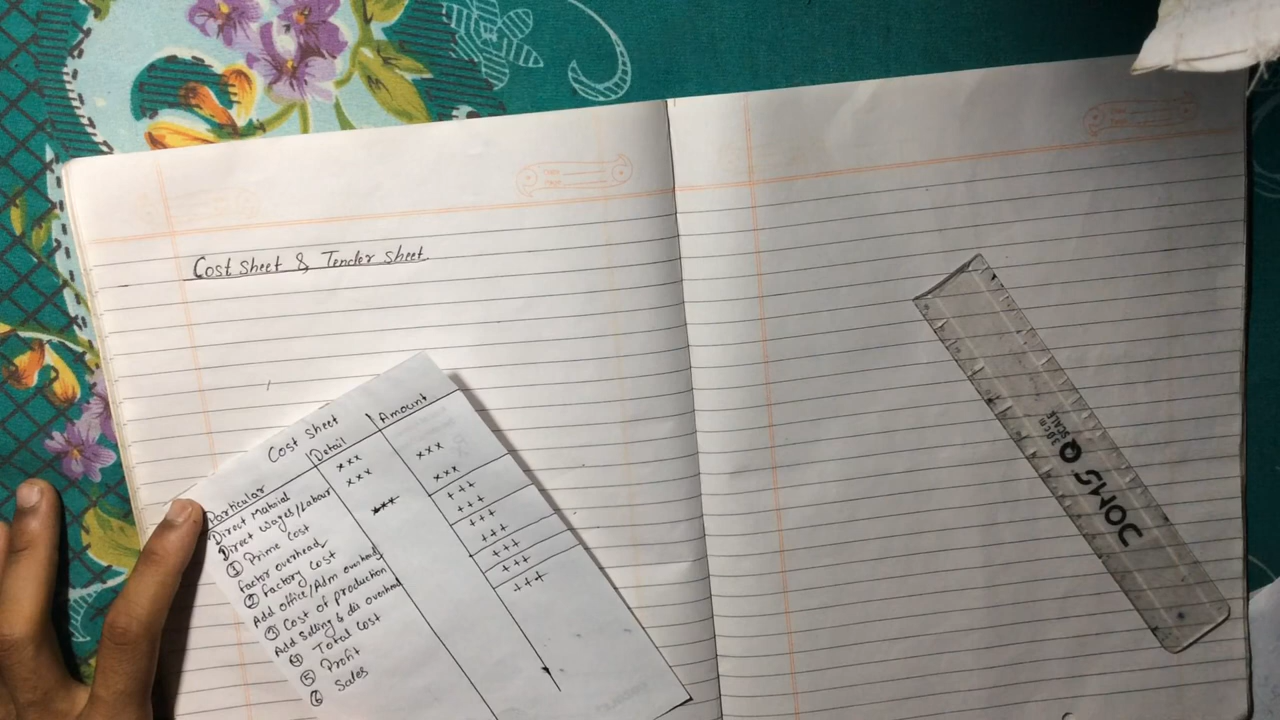 Cost sheet & Tender sheet.
Cost Sheet
Particular Detail Amount
Direct Material xxx
Direct wages/Labour xxx xxx
① Prime Cost xxx
Factor overhead +++
② Factory Cost +++
Add office/Adm overhead +++
③ Cost of production +++
Add Selling & dis overhead +++
④ Total Cost +++
⑤ Profit +++
⑥ Sales
DOMS Q 30cm SCALE